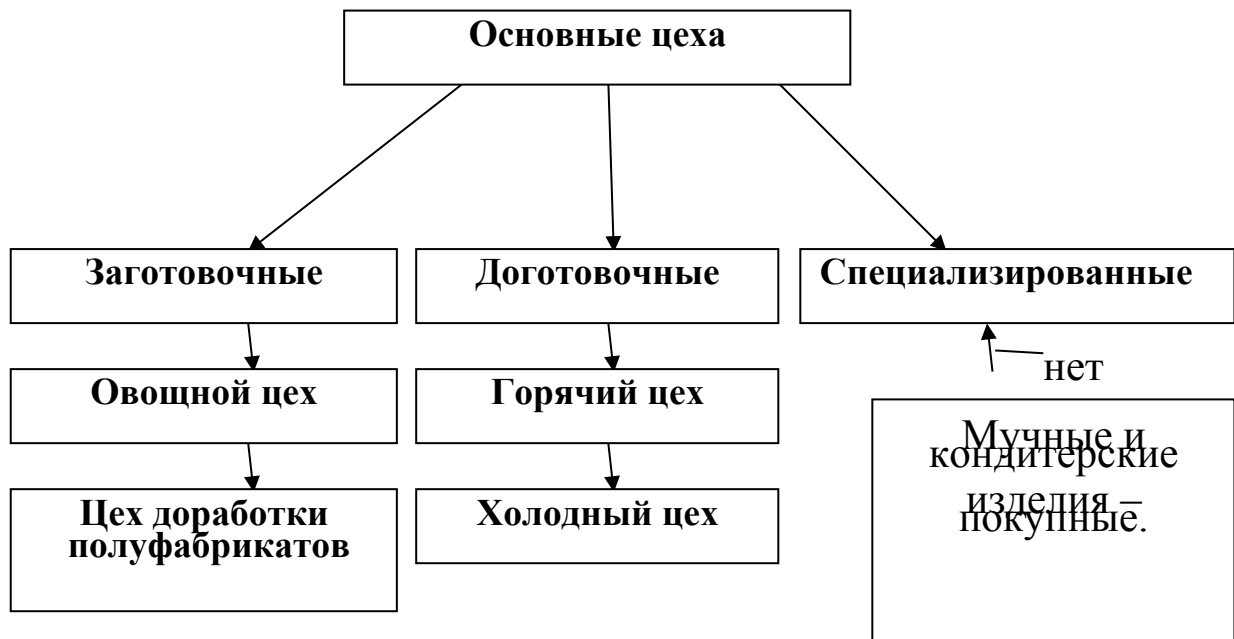 Основные цеха
Заготовочные
Доготовочные
Специализированные
нет
Овощной цех
Горячий цех
Мучные и
кондитерские
изделия –
покупные.
Цех доработки
полуфабрикатов
Холодный цех